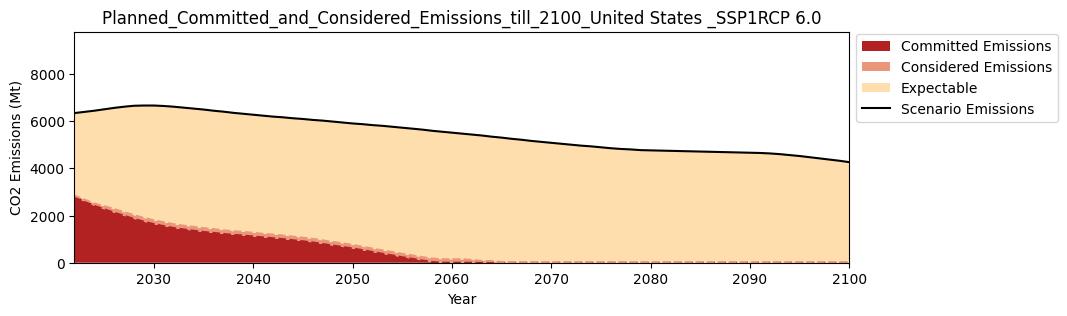 Planned_Committed_and_Considered_Emissions_till_2100_United States _SSP1RCP 6.0
CO2 Emissions (Mt)
8000
6000
4000
2000
0
2030 2040 2050 2060 2070 2080 2090 2100
Year
Committed Emissions
Considered Emissions
Expectable
Scenario Emissions